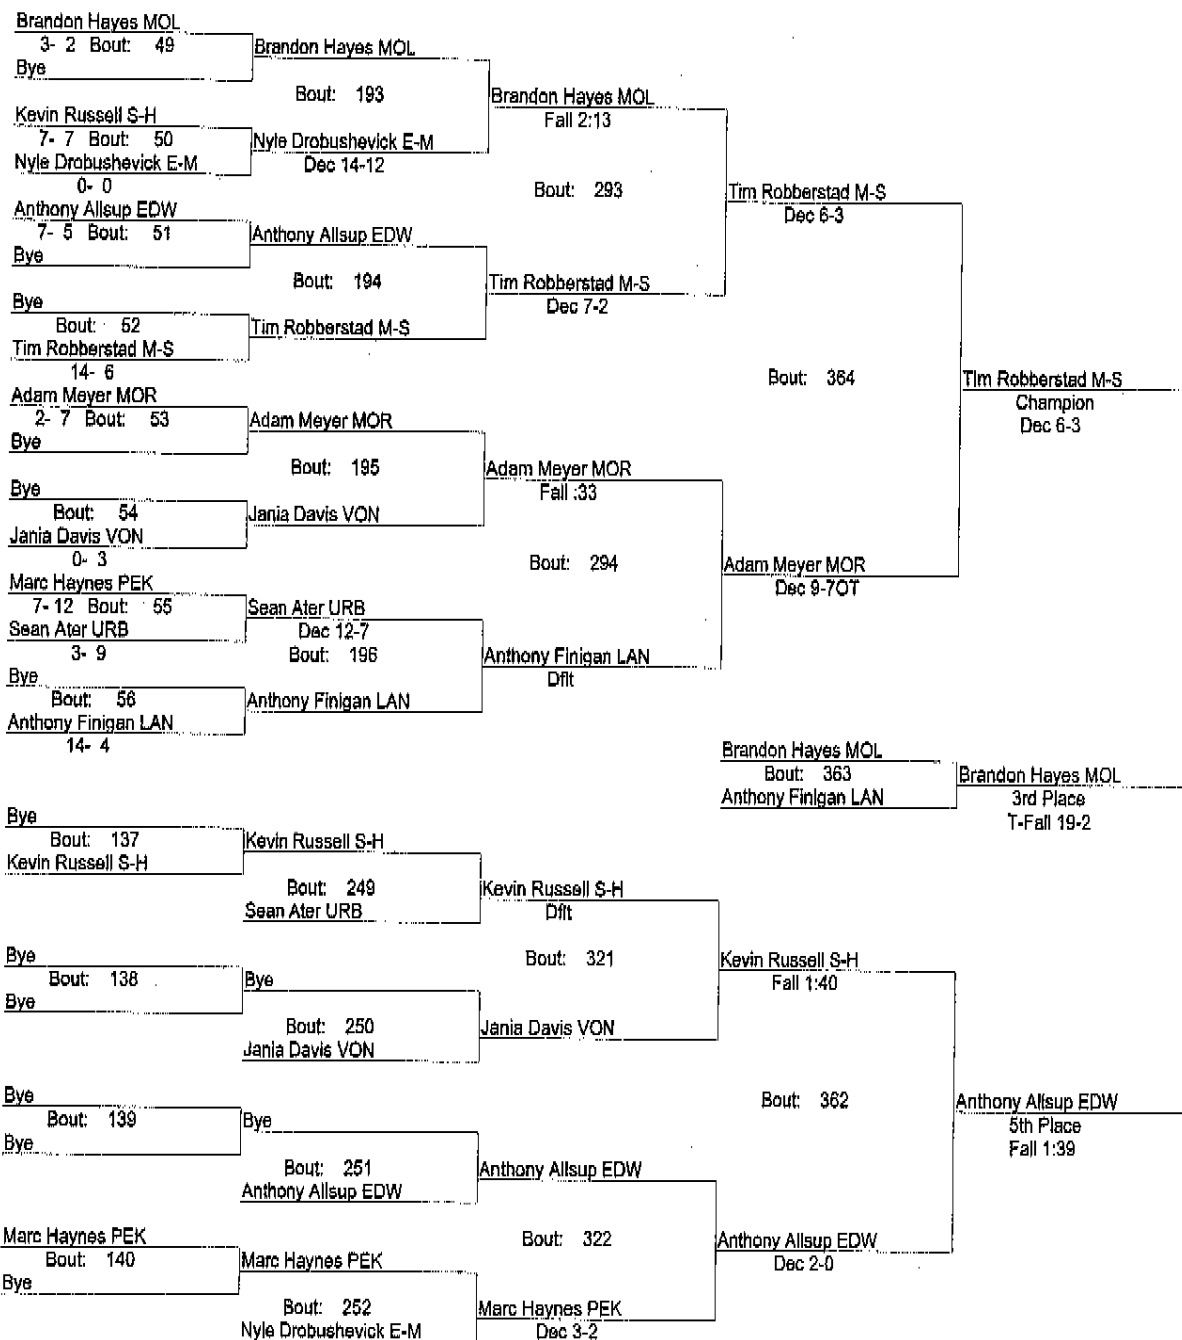 Brandon Hayes MOL
3- 2 Bout: 49
Bye
Brandon Hayes MOL
Bout: 193
Kevin Russell S-H
7- 7 Bout: 50
Nyle Drobushevick E-M
0- 0
Nyle Drobushevick E-M
Dec 14-12
Brandon Hayes MOL
Fall 2:13
Bout: 293
Anthony Allsup EDW
7- 5 Bout: 51
Bye
Anthony Allsup EDW
Bout: 194
Bye
Bout: 52
Tim Robberstad M-S
14- 6
Tim Robberstad M-S
Tim Robberstad M-S
Dec 7-2
Tim Robberstad M-S
Dec 6-3
Bout: 364
Tim Robberstad M-S
Champion
Dec 6-3
Adam Meyer MOR
2- 7 Bout: 53
Bye
Adam Meyer MOR
Bout: 195
Bye
Bout: 54
Jania Davis VON
0- 3
Jania Davis VON
Adam Meyer MOR
Fall :33
Bout: 294
Marc Haynes PEK
7- 12 Bout: 55
Sean Ater URB
3- 9
Sean Ater URB
Dec 12-7
Bout: 196
Bye
Bout: 56
Anthony Finigan LAN
14- 4
Anthony Finigan LAN
Anthony Finigan LAN
Dflt
Adam Meyer MOR
Dec 9-7OT
Brandon Hayes MOL
Bout: 363
Anthony Finigan LAN
Brandon Hayes MOL
3rd Place
T-Fall 19-2
Bye
Bout: 137
Kevin Russell S-H
Kevin Russell S-H
Bout: 249
Sean Ater URB
Kevin Russell S-H
Dflt
Bout: 321
Bye
Bout: 138
Bye
Bye
Bout: 250
Jania Davis VON
Jania Davis VON
Kevin Russell S-H
Fall 1:40
Bout: 362
Bye
Bout: 139
Bye
Bye
Bout: 251
Anthony Allsup EDW
Anthony Allsup EDW
Bout: 322
Marc Haynes PEK
Bout: 140
Bye
Marc Haynes PEK
Bout: 252
Nyle Drobushevick E-M
Marc Haynes PEK
Dec 3-2
Anthony Allsup EDW
Dec 2-0
Anthony Allsup EDW
5th Place
Fall 1:39